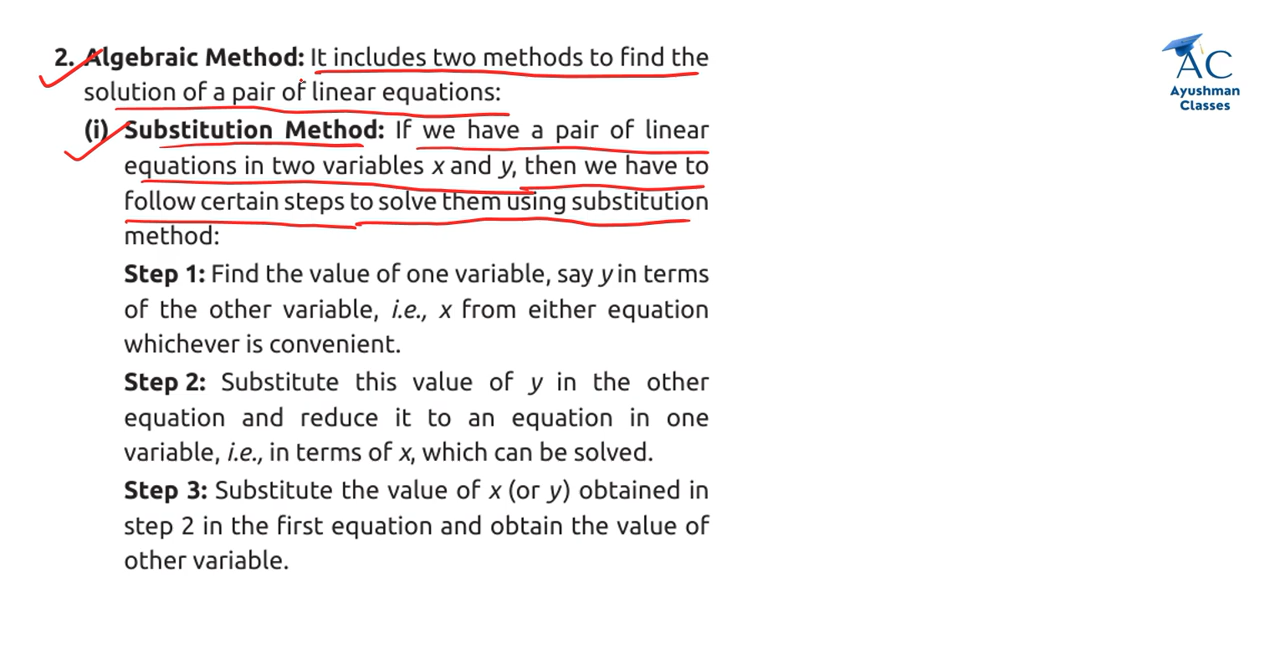 2. Algebraic Method: It includes two methods to find the
solution of a pair of linear equations:
(i) Substitution Method: If we have a pair of linear
equations in two variables x and y, then we have to
follow certain steps to solve them using substitution
method:
Step 1: Find the value of one variable, say y in terms
of the other variable, i.e., x from either equation
whichever is convenient.
Step 2: Substitute this value of y in the other
equation and reduce it to an equation in one
variable, i.e., in terms of x, which can be solved.
Step 3: Substitute the value of x (or y) obtained in
step 2 in the first equation and obtain the value of
other variable.
AC
Ayushman
Classes